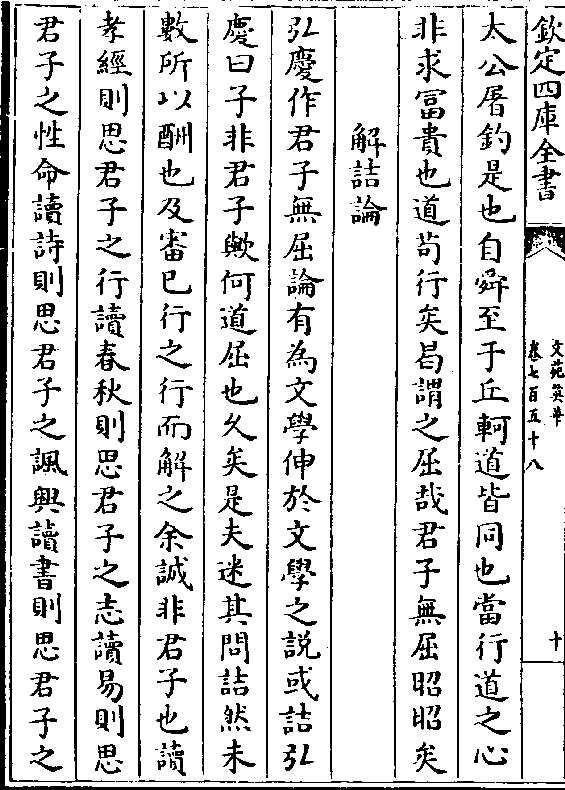 欽定四庫全書
文苑英華
卷七百五十八
十
太公屠釣是也自舜至于丘軻道皆同也當行道之心
非求富貴也道苟行矣曷謂之屈哉君子無屈昭昭矣
解詰論
弘慶作君子無屈論有為文學伸於文學之説或詰弘
慶曰子非君子歟何道屈也久矣是夫迷其問詰然未
數所以酬也及審已行之行而解之余誠非君子也讀
孝經則思君子之行讀春秋則思君子之志讀易則思
君子之性命讀詩則思君子之諷興讀書則思君子之